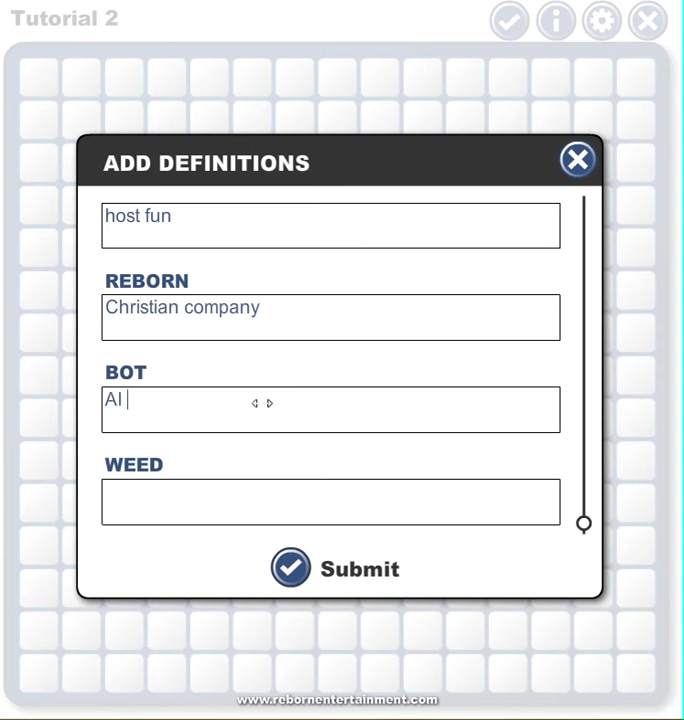 Tutorial 2
ADD DEFINITIONS
host fun
REBORN
Christian company
BOT
AI
WEED
Submit
www.rebornentertainment.com